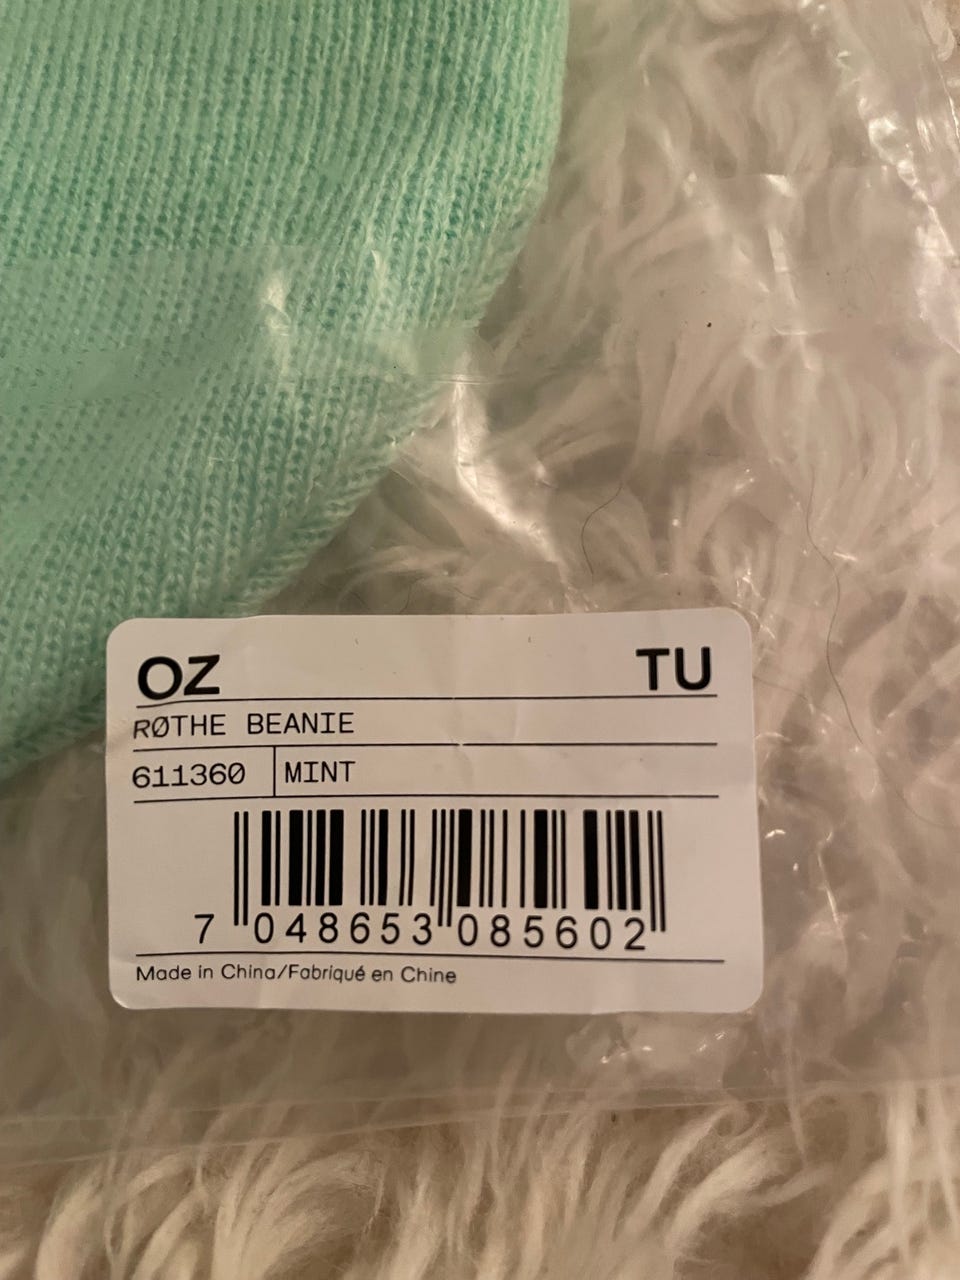 OZ TU
RØTHE BEANIE
611360 MINT
7 048653 085602
Made in China/Fabriqué en Chine